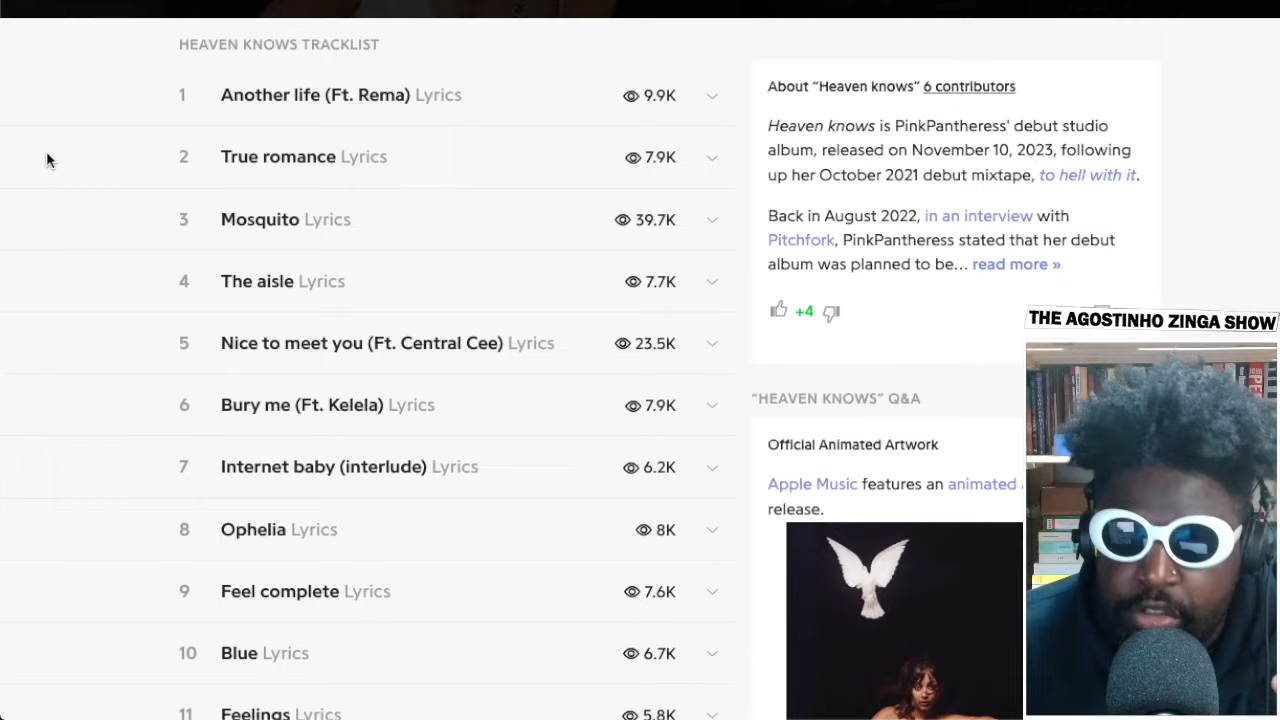 HEAVEN KNOWS TRACKLIST
1 Another life (Ft. Rema) Lyrics 9.9K
2 True romance Lyrics 7.9K
3 Mosquito Lyrics 39.7K
4 The aisle Lyrics 7.7K
5 Nice to meet you (Ft. Central Cee) Lyrics 23.5K
6 Bury me (Ft. Kelela) Lyrics 7.9K
7 Internet baby (interlude) Lyrics 6.2K
8 Ophelia Lyrics 8K
9 Feel complete Lyrics 7.6K
10 Blue Lyrics 6.7K
11 Feelings Lyrics 5.8K
About “Heaven knows” 6 contributors
Heaven knows is PinkPantheress' debut studio
album, released on November 10, 2023, following
up her October 2021 debut mixtape, to hell with it.
Back in August 2022, in an interview with
Pitchfork, PinkPantheress stated that her debut
album was planned to be… read more »
+4
THE AGOSTINHO ZINGA SHOW
“HEAVEN KNOWS” Q&A
Official Animated Artwork
Apple Music features an animated
release.